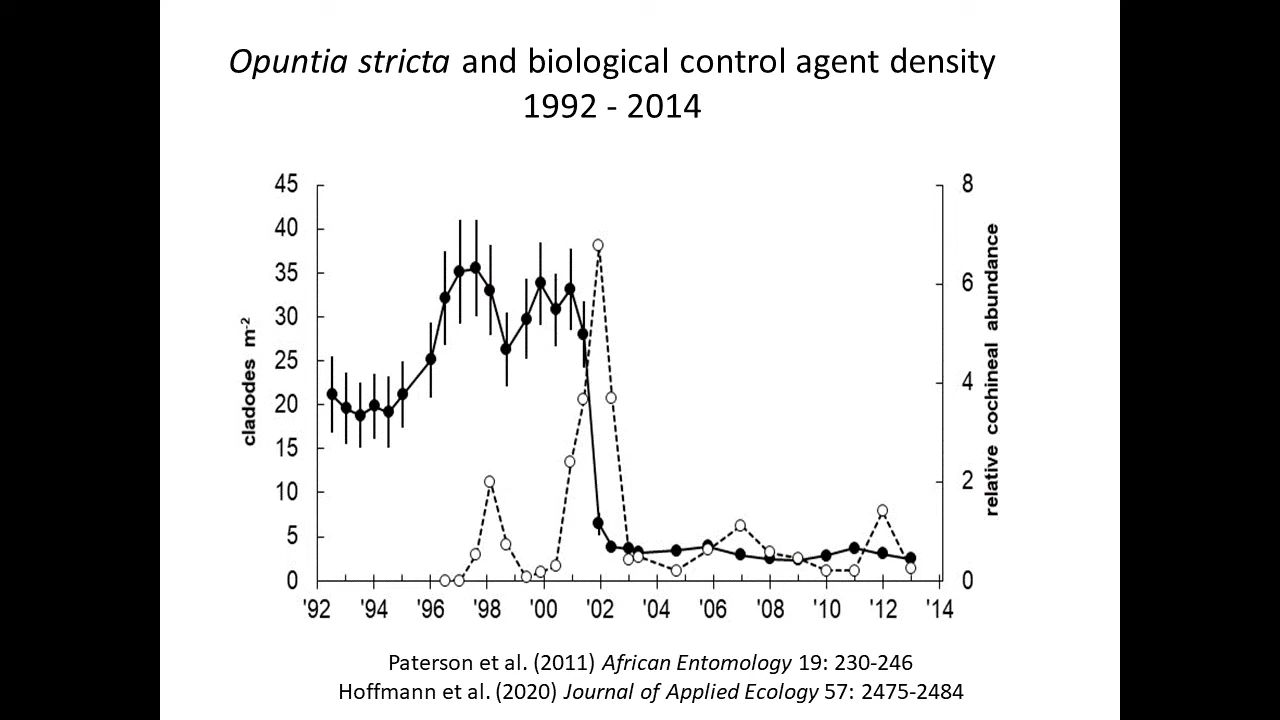 Opuntia stricta and biological control agent density
1992 - 2014
45
40
35
30
25
20
15
10
5
0
cladodes m-2
8
6
4
2
0
relative cochineal abundance
'92 '94 '96 '98 '00 '02 '04 '06 '08 '10 '12 '14
Paterson et al. (2011) African Entomology 19: 230-246
Hoffmann et al. (2020) Journal of Applied Ecology 57: 2475-2484